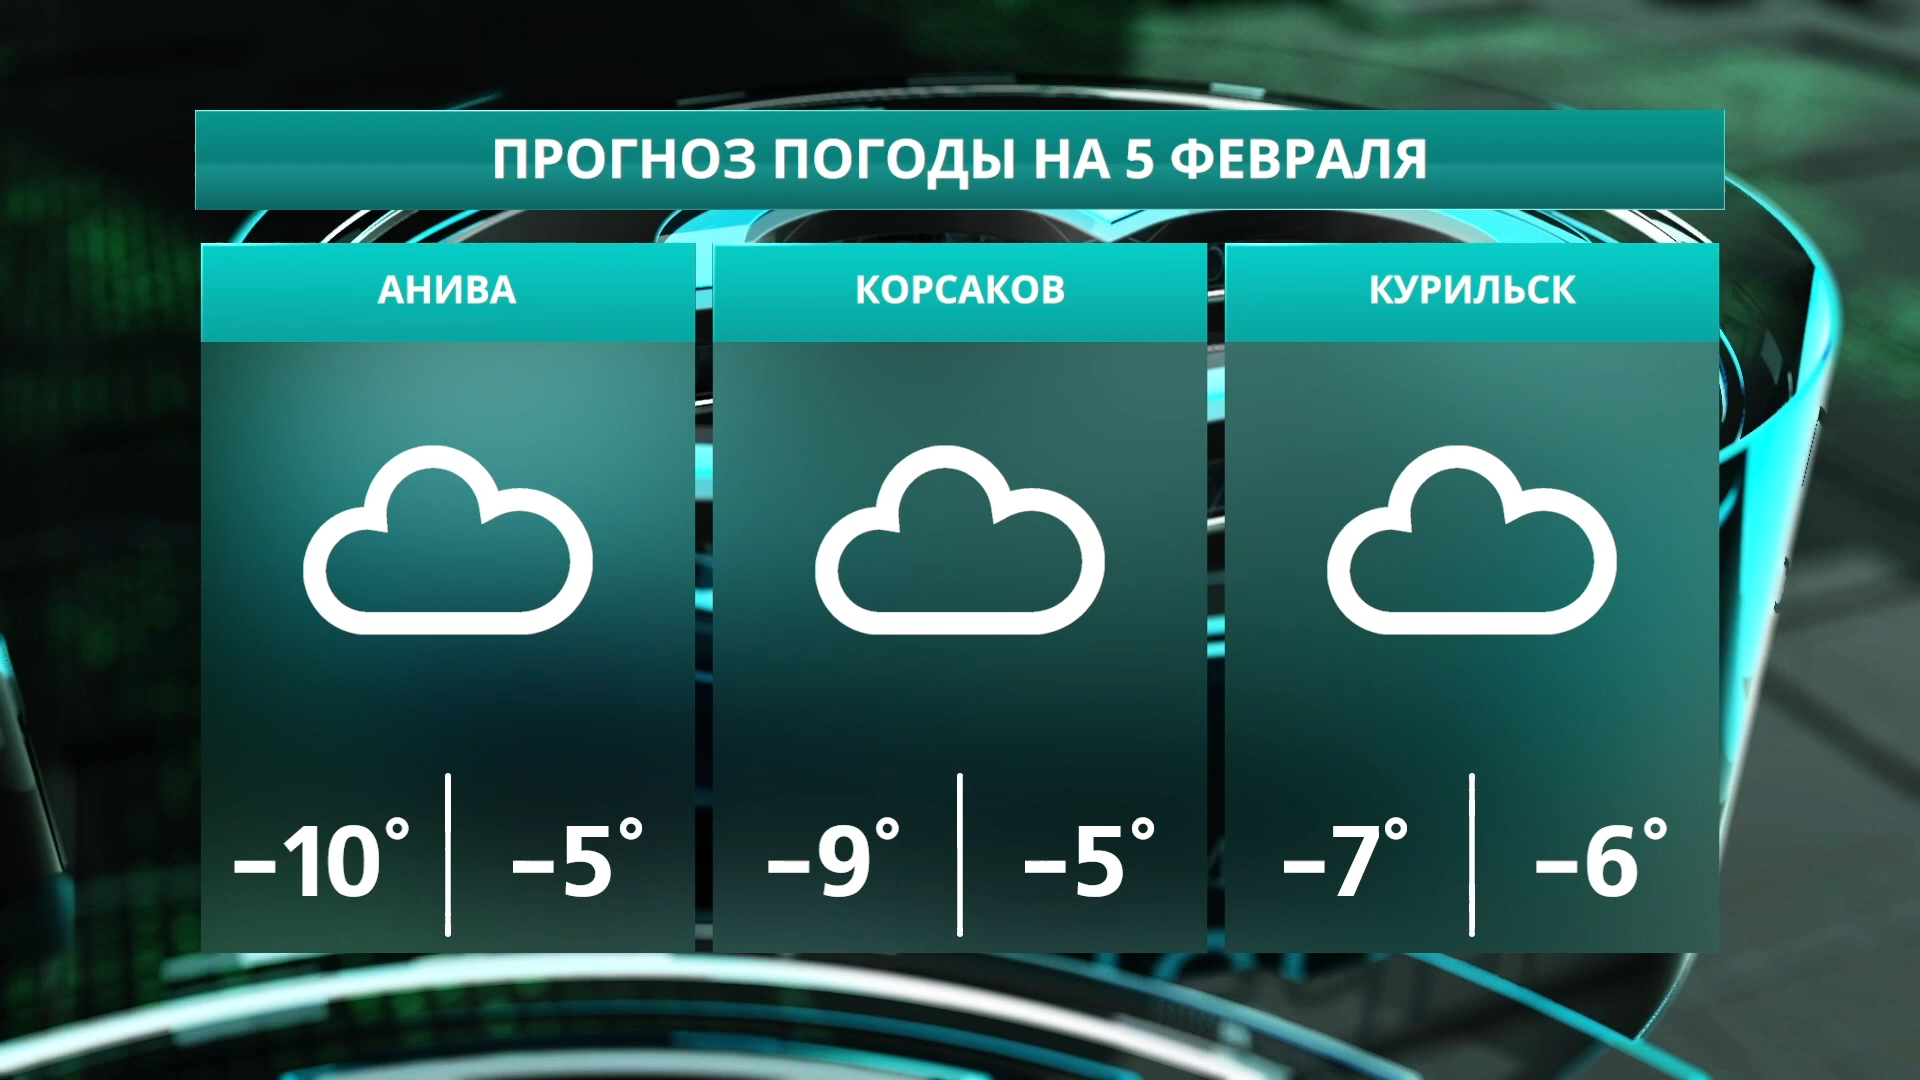 ПРОГНОЗ ПОГОДЫ НА 5 ФЕВРАЛЯ
АНИВА
–10° –5°
КОРСАКОВ
–9° –5°
КУРИЛЬСК
–7° –6°